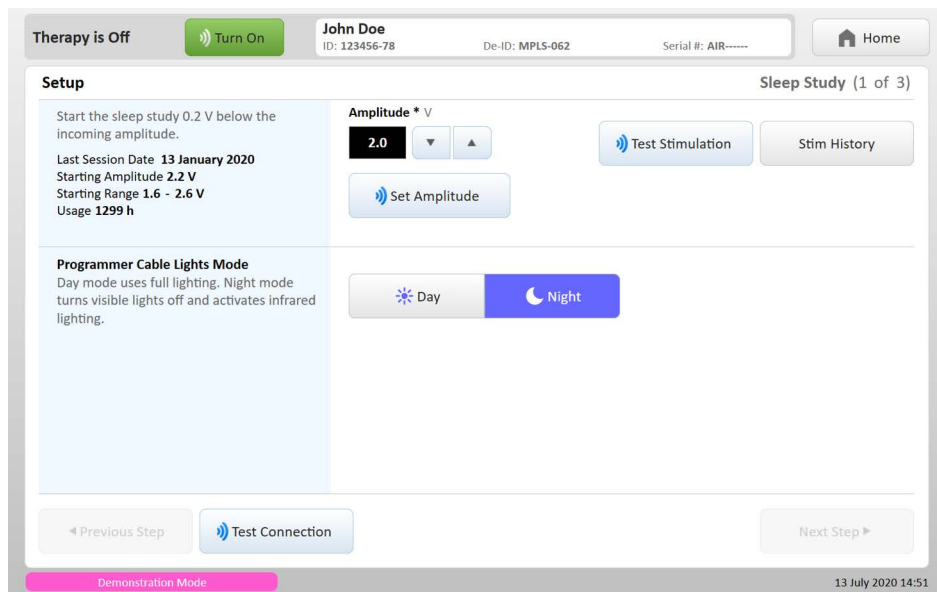 Therapy is Off
Turn On
John Doe
ID: 123456-78 De-ID: MPLS-062 Serial #: AIR------
Home
Setup
Sleep Study (1 of 3)
Start the sleep study 0.2 V below the
incoming amplitude.
Last Session Date 13 January 2020
Starting Amplitude 2.2 V
Starting Range 1.6 - 2.6 V
Usage 1299 h
Amplitude * V
2.0
Test Stimulation
Stim History
Set Amplitude
Programmer Cable Lights Mode
Day mode uses full lighting. Night mode
turns visible lights off and activates infrared
lighting.
Day
Night
Previous Step
Test Connection
Next Step
Demonstration Mode
13 July 2020 14:51